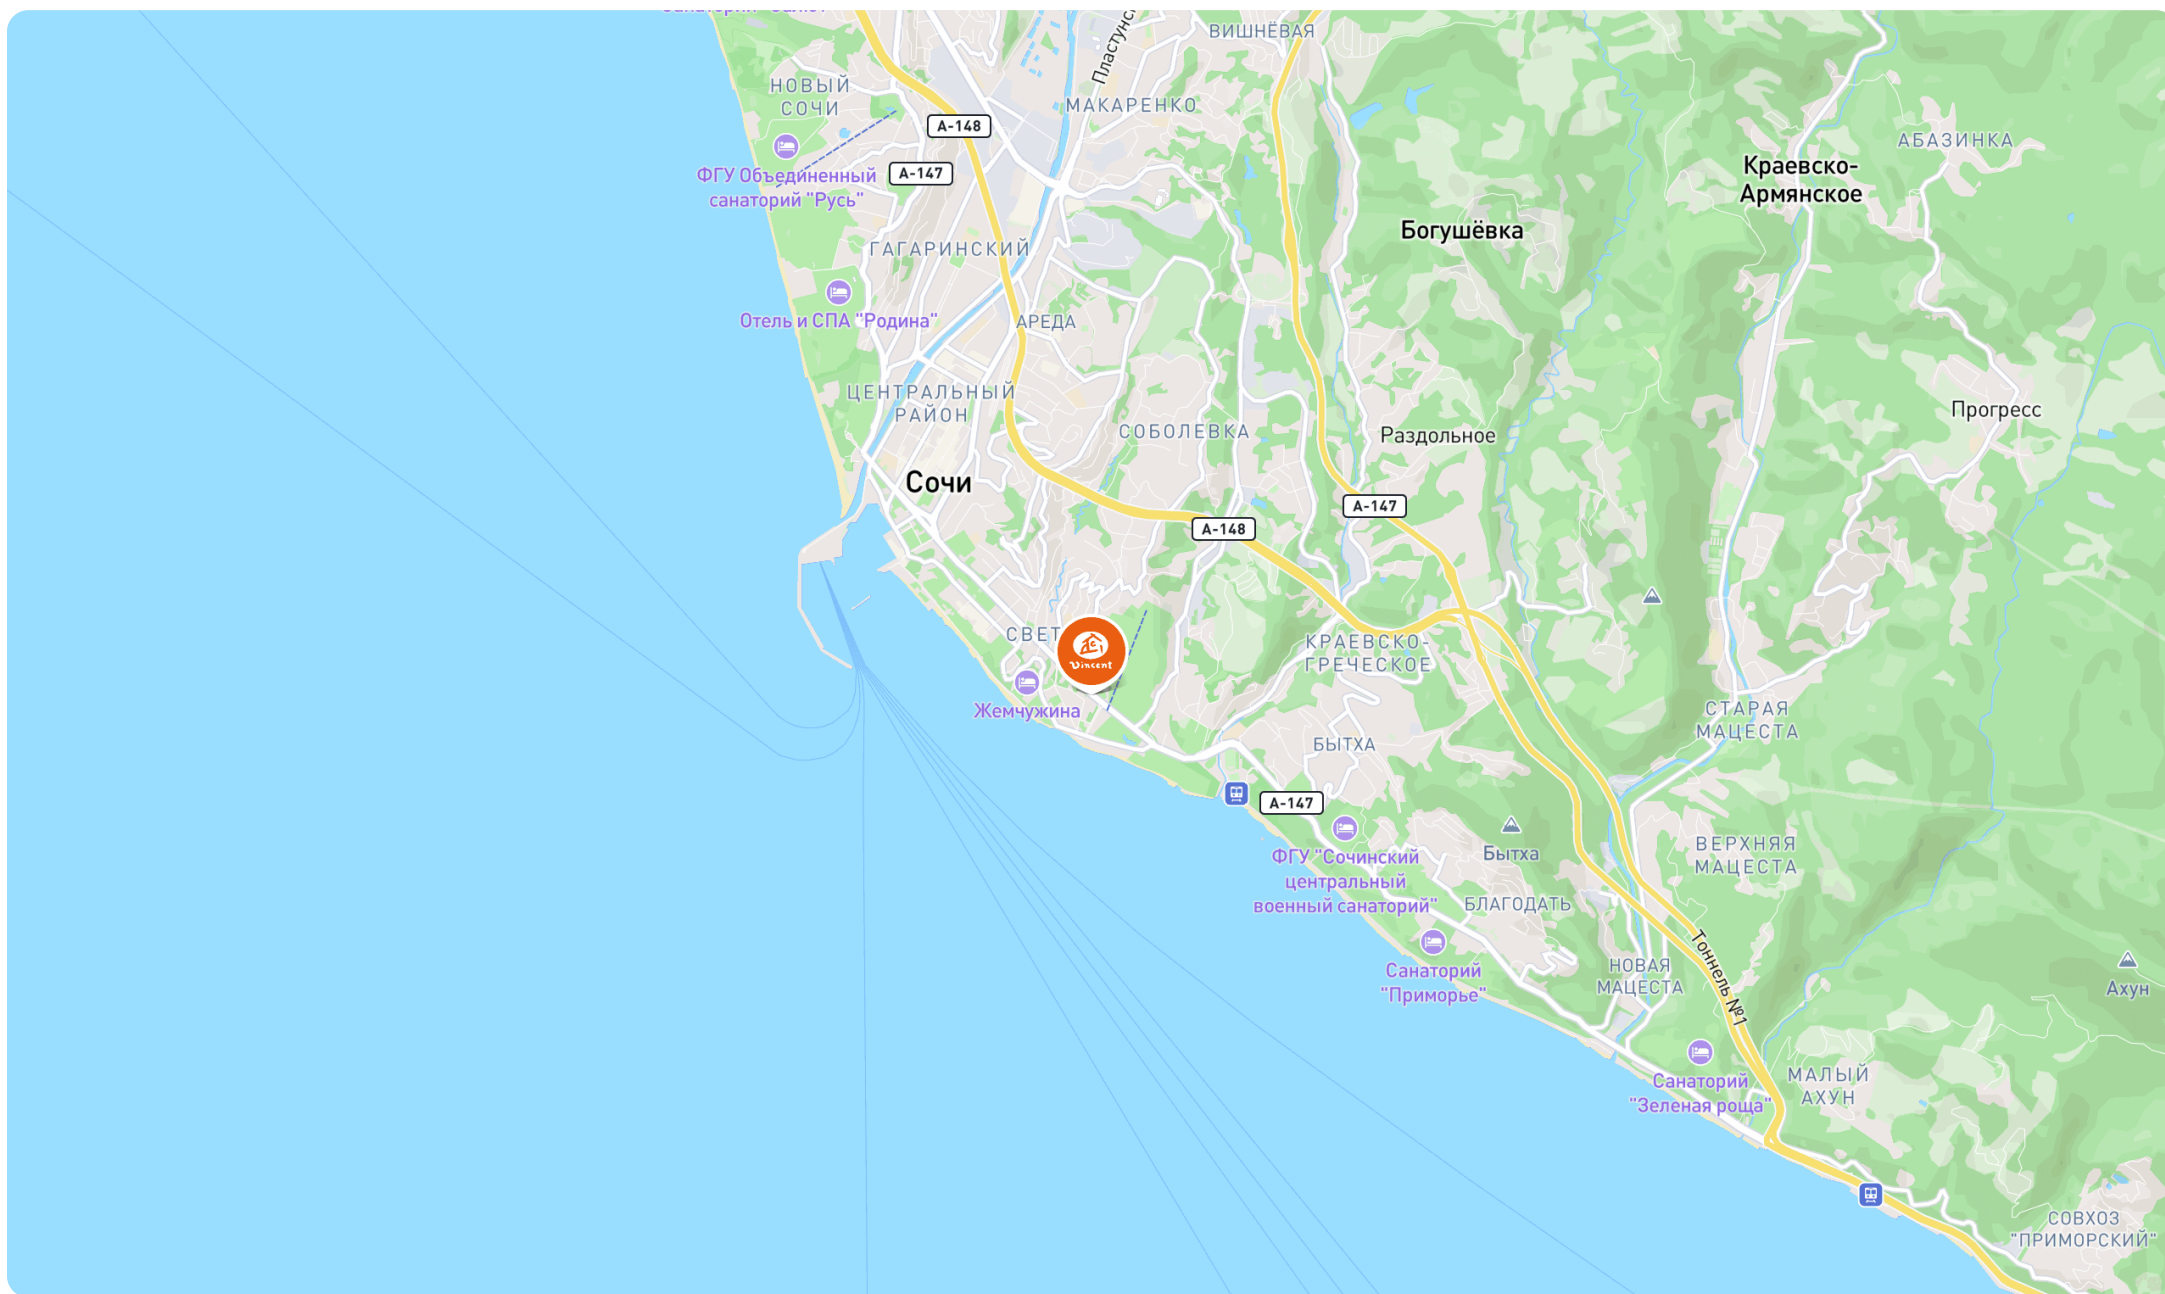 ВИШНЁВАЯ
Пластунс
НОВЫЙ
СОЧИ
МАКАРЕНКО
А-148
АБАЗИНКА
А-147
ФГУ Объединенный
санаторий "Русь"
Краевско-
Армянское
Богушёвка
ГАГАРИНСКИЙ
Отель и СПА "Родина"
АРЕДА
ЦЕНТРАЛЬНЫЙ
РАЙОН
СОБОЛЕВКА
Раздольное
Прогресс
Сочи
А-147
А-148
СВЕТ
Vincent
КРАЕВСКО-
ГРЕЧЕСКОЕ
Жемчужина
СТАРАЯ
МАЦЕСТА
БЫТХА
А-147
ФГУ "Сочинский
центральный
военный санаторий"
Бытха
ВЕРХНЯЯ
МАЦЕСТА
БЛАГОДАТЬ
Санаторий
"Приморье"
НОВАЯ
МАЦЕСТА
Тоннель №1
Ахун
Санаторий
"Зеленая роща"
МАЛЫЙ
АХУН
СОВХОЗ
"ПРИМОРСКИЙ"